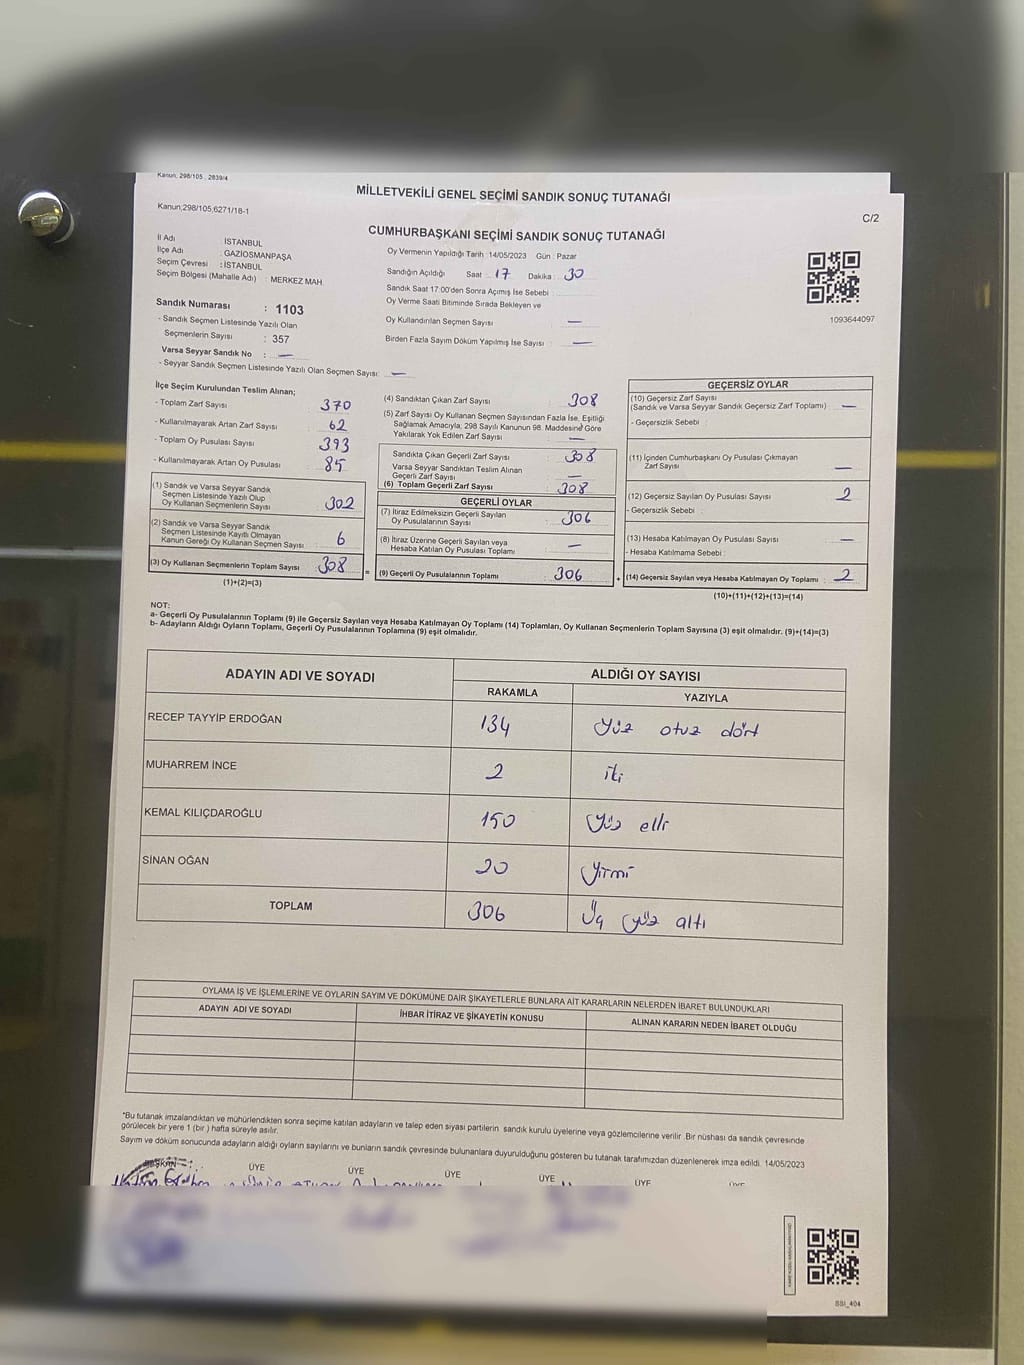 Kanun; 298/105 ; 2839/4
MİLLETVEKİLİ GENEL SEÇİMİ SANDIK SONUÇ TUTANAĞI
Kanun;298/105,6271/18-1
C/2
CUMHURBAŞKANI SEÇİMİ SANDIK SONUÇ TUTANAĞI
İl Adı : İSTANBUL
İlçe Adı : GAZİOSMANPAŞA
Seçim Çevresi : İSTANBUL
Seçim Bölgesi (Mahalle Adı) : MERKEZ MAH.
Oy Vermenin Yapıldığı Tarih :14/05/2023 Gün : Pazar
Sandığın Açıldığı Saat : 17 Dakika : 30
Sandık Saat 17:00'den Sonra Açımış İse Sebebi :
Oy Verme Saati Bitiminde Sırada Bekleyen ve
Oy Kullandırılan Seçmen Sayısı : —
Birden Fazla Sayım Döküm Yapılmış İse Sayısı : —
1093644097
Sandık Numarası : 1103
- Sandık Seçmen Listesinde Yazılı Olan
Seçmenlerin Sayısı : 357
Varsa Seyyar Sandık No : —
- Seyyar Sandık Seçmen Listesinde Yazılı Olan Seçmen Sayısı: —
İlçe Seçim Kurulundan Teslim Alınan;
- Toplam Zarf Sayısı : 370
- Kullanılmayarak Artan Zarf Sayısı : 62
- Toplam Oy Pusulası Sayısı : 393
- Kullanılmayarak Artan Oy Pusulası : 85
(1) Sandık ve Varsa Seyyar Sandık
Seçmen Listesinde Yazılı Olup
Oy Kullanan Seçmenlerin Sayısı : 302
(2) Sandık ve Varsa Seyyar Sandık
Seçmen Listesinde Kayıtlı Olmayan
Kanun Gereği Oy Kullanan Seçmen Sayısı : 6
(3) Oy Kullanan Seçmenlerin Toplam Sayısı : 308
(1)+(2)=(3)
(4) Sandıktan Çıkan Zarf Sayısı : 308
(5) Zarf Sayısı Oy Kullanan Seçmen Sayısından Fazla İse, Eşitliği
Sağlamak Amacıyla, 298 Sayılı Kanunun 98. Maddesine Göre
Yakılarak Yok Edilen Zarf Sayısı : —
Sandıkta Çıkan Geçerli Zarf Sayısı : 308
Varsa Seyyar Sandıktan Teslim Alınan
Geçerli Zarf Sayısı : —
(6) Toplam Geçerli Zarf Sayısı : 308
GEÇERLİ OYLAR
(7) İtiraz Edilmeksizin Geçerli Sayılan
Oy Pusulalarının Sayısı : 306
(8) İtiraz Üzerine Geçerli Sayılan veya
Hesaba Katılan Oy Pusulası Toplamı : —
= (9) Geçerli Oy Pusulalarının Toplamı : 306
GEÇERSİZ OYLAR
(10) Geçersiz Zarf Sayısı
(Sandık ve Varsa Seyyar Sandık Geçersiz Zarf Toplamı) : —
- Geçersizlik Sebebi :
(11) İçinden Cumhurbaşkanı Oy Pusulası Çıkmayan
Zarf Sayısı : —
(12) Geçersiz Sayılan Oy Pusulası Sayısı : 2
- Geçersizlik Sebebi :
(13) Hesaba Katılmayan Oy Pusulası Sayısı : —
- Hesaba Katılmama Sebebi :
+ (14) Geçersiz Sayılan veya Hesaba Katılmayan Oy Toplamı : 2
(10)+(11)+(12)+(13)=(14)
NOT:
a- Geçerli Oy Pusulalarının Toplamı (9) ile Geçersiz Sayılan veya Hesaba Katılmayan Oy Toplamı (14) Toplamları, Oy Kullanan Seçmenlerin Toplam Sayısına (3) eşit olmalıdır. (9)+(14)=(3)
b- Adayların Aldığı Oyların Toplamı, Geçerli Oy Pusulalarının Toplamına (9) eşit olmalıdır.
ADAYIN ADI VE SOYADI ALDIĞI OY SAYISI
RAKAMLA YAZIYLA
RECEP TAYYİP ERDOĞAN 134 Yüz otuz dört
MUHARREM İNCE 2 iki
KEMAL KILIÇDAROĞLU 150 Yüz elli
SİNAN OĞAN 20 Yirmi
TOPLAM 306 Üç yüz altı
OYLAMA İŞ VE İŞLEMLERİNE VE OYLARIN SAYIM VE DÖKÜMÜNE DAİR ŞİKAYETLERLE BUNLARA AİT KARARLARIN NELERDEN İBARET BULUNDUKLARI
ADAYIN ADI VE SOYADI İHBAR İTİRAZ VE ŞİKAYETİN KONUSU ALINAN KARARIN NEDEN İBARET OLDUĞU
*Bu tutanak imzalandıktan ve mühürlendikten sonra seçime katılan adayların ve talep eden siyasi partilerin sandık kurulu üyelerine veya gözlemcilerine verilir .Bir nüshası da sandık çevresinde
görülecek bir yere 1 (bir ) hafta süreyle asılır.
Sayım ve döküm sonucunda adayların aldığı oyların sayılarını ve bunların sandık çevresinde bulunanlara duyurulduğunu gösteren bu tutanak tarafımızdan düzenlenerek imza edildi. 14/05/2023
BAŞKAN ÜYE ÜYE ÜYE ÜYE ÜYE
SSI_404